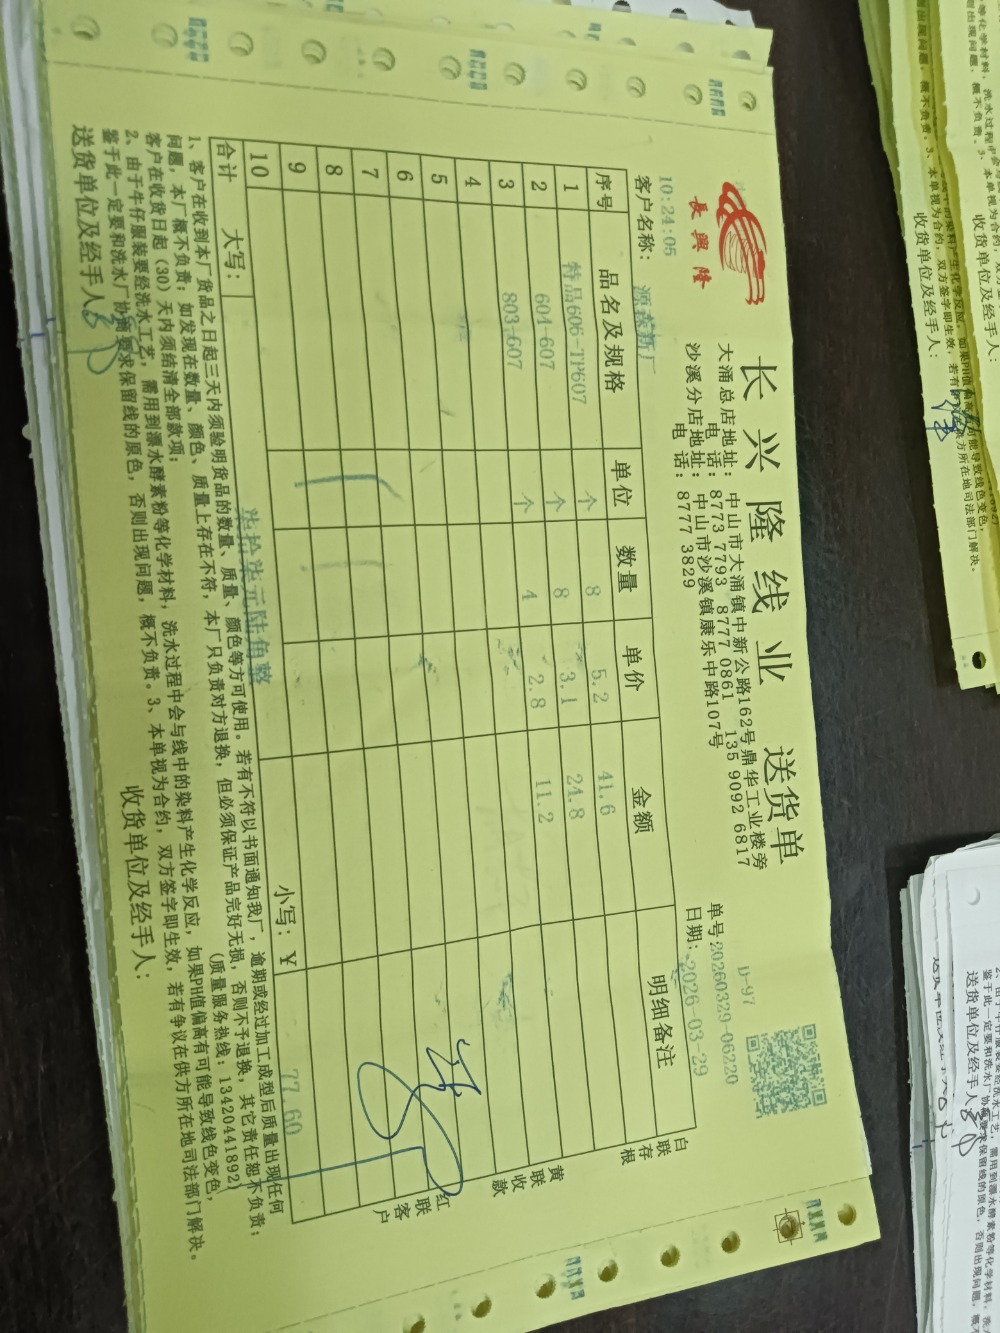 長興隆
长兴隆线业 送货单
大涌总店地址：中山市大涌镇中新公路162号鼎华工业楼旁
电话：8773 7793 8777 0861 135 9092 6817
沙溪分店地址：中山市沙溪镇康乐中路107号
电话：8777 3829
D-97
单号:20260329-06220
日期：2026-03-29
10:24:05
客户名称：源森新厂
序号 品名及规格 单位 数量 单价 金额 明细备注
1 特品606-TP607 个 8 5.2 41.6
2 604-607 个 8 3.1 24.8
3 803-607 个 4 2.8 11.2
4
5
6
7
8
9
10
合计 大写： 柒拾柒元陆角整 小写：¥ 77.60
白联存根
黄联收款
红联客户
1、客户在收到本厂货品之日起三天内须验明货品的数量、质量、颜色等方可使用。若有不符以书面通知我厂，逾期或经过加工成型后质量出现任何
问题，本厂概不负责；如发现在数量、颜色、质量上存在不符，本厂只负责对方退换，但必须保证产品完好无损，否则不予退换，其它责任恕不负责；
客户在收货日起（30）天内须结清全部款项； （质量服务热线：13420441892）
2、由于牛仔服装要经洗水工艺，需用到漂水酵素粉等化学材料，洗水过程中会与线中的染料产生化学反应，如果PH值偏高有可能导致线色变色，
鉴于此一定要和洗水厂协商要求保留线的原色，否则出现问题，概不负责。3、本单视为合约，双方签字即生效，若有争议在供方所在地司法部门解决。
送货单位及经手人： 收货单位及经手人：